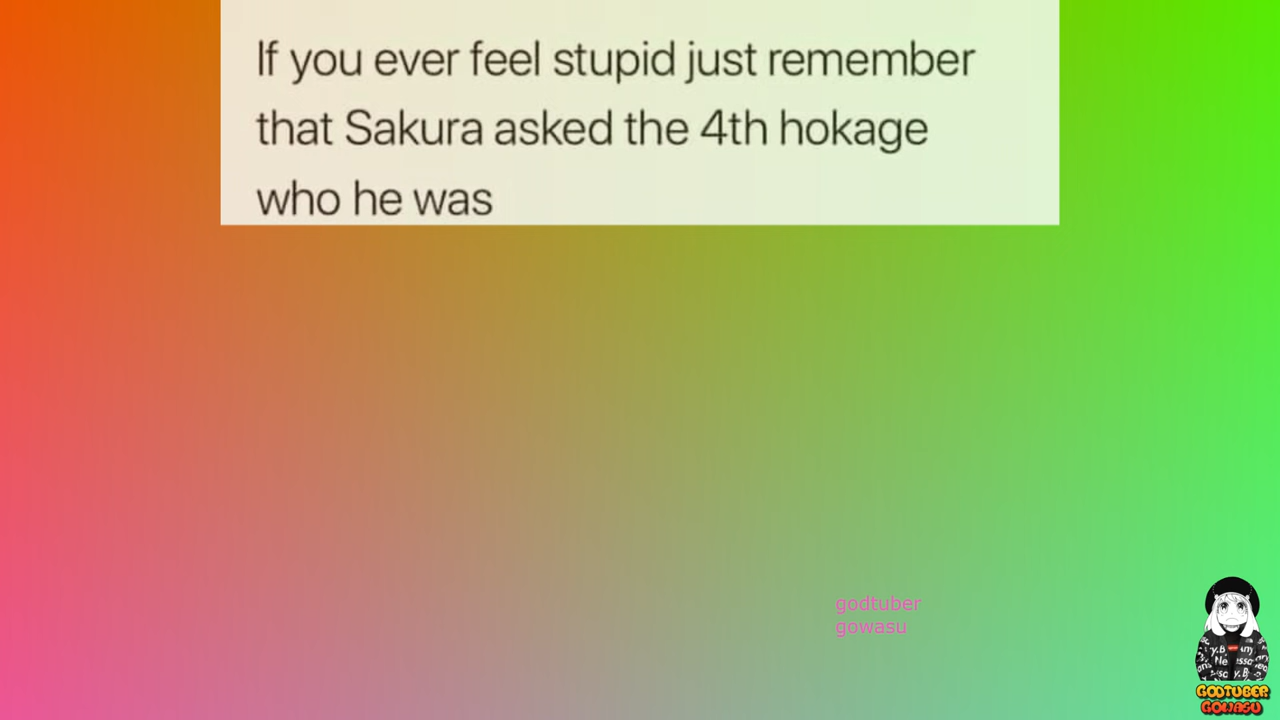 If you ever feel stupid just remember
that Sakura asked the 4th hokage
who he was
godtuber
gowasu
GODTUBER
GOWASU